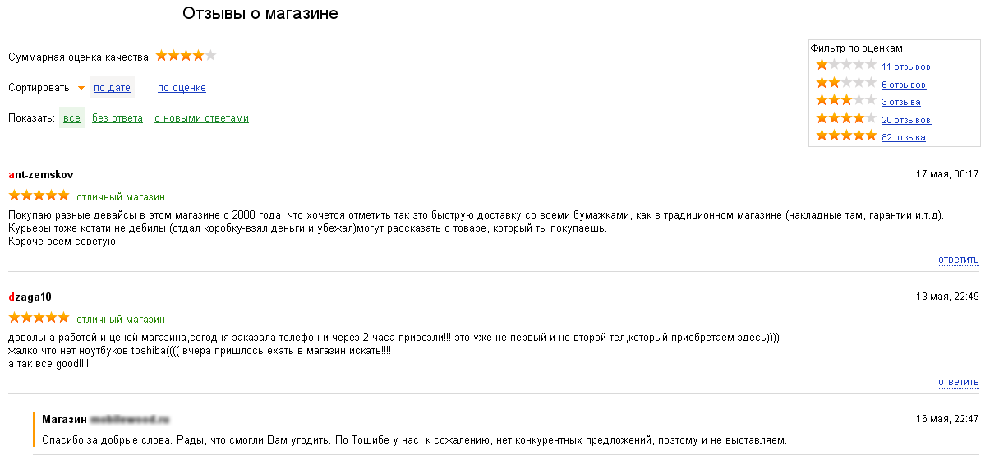 Отзывы о магазине
Суммарная оценка качества:
Фильтр по оценкам
11 отзывов
6 отзывов
3 отзыва
20 отзывов
82 отзыва
Сортировать: по дате по оценке
Показать: все без ответа с новыми ответами
ant-zemskov 17 мая, 00:17
отличный магазин
Покупаю разные девайсы в этом магазине с 2008 года, что хочется отметить так это быструю доставку со всеми бумажками, как в традиционном магазине (накладные там, гарантии и.т.д).
Курьеры тоже кстати не дебилы (отдал коробку-взял деньги и убежал)могут рассказать о товаре, который ты покупаешь.
Короче всем советую!
ответить
dzaga10 13 мая, 22:49
отличный магазин
довольна работой и ценой магазина,сегодня заказала телефон и через 2 часа привезли!!! это уже не первый и не второй тел,который приобретаем здесь))))
жалко что нет ноутбуков toshiba(((( вчера пришлось ехать в магазин искать!!!!
а так все good!!!!
ответить
Магазин 16 мая, 22:47
Спасибо за добрые слова. Рады, что смогли Вам угодить. По Тошибе у нас, к сожалению, нет конкурентных предложений, поэтому и не выставляем.